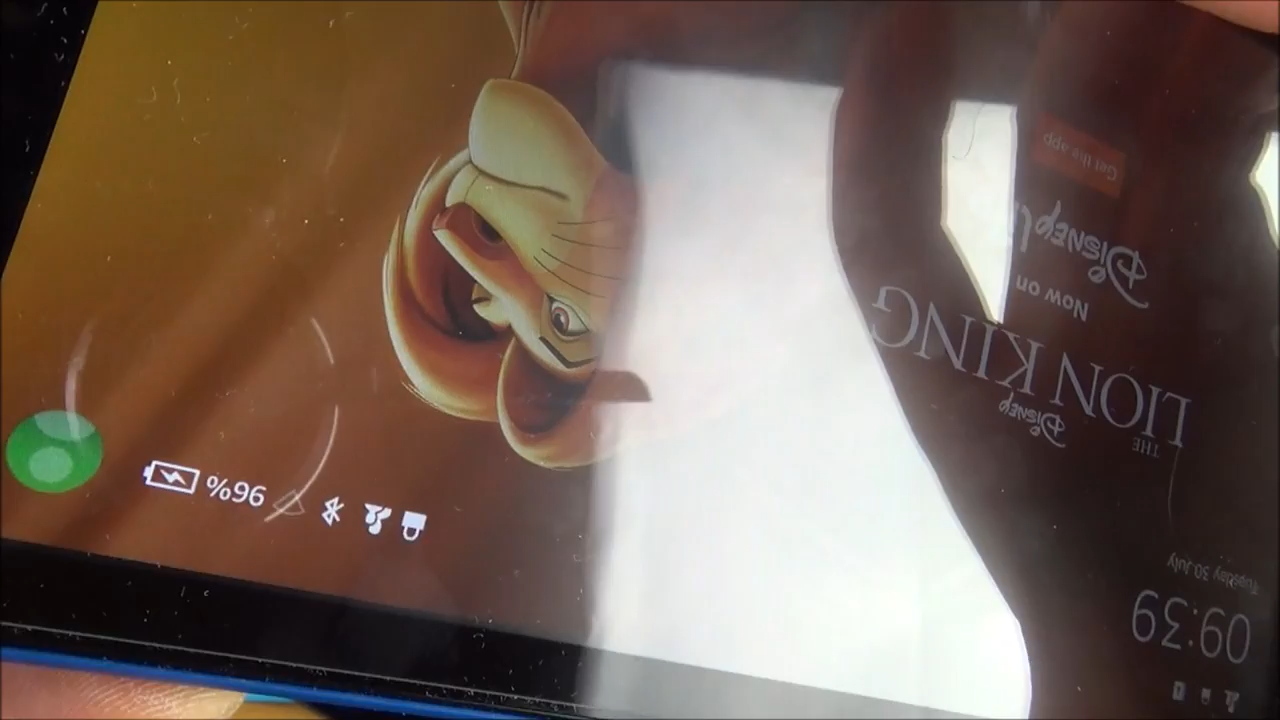 96%
09:39
Tuesday 30 July
Disney
THE
LION KING
Now on
Disney
Get the app